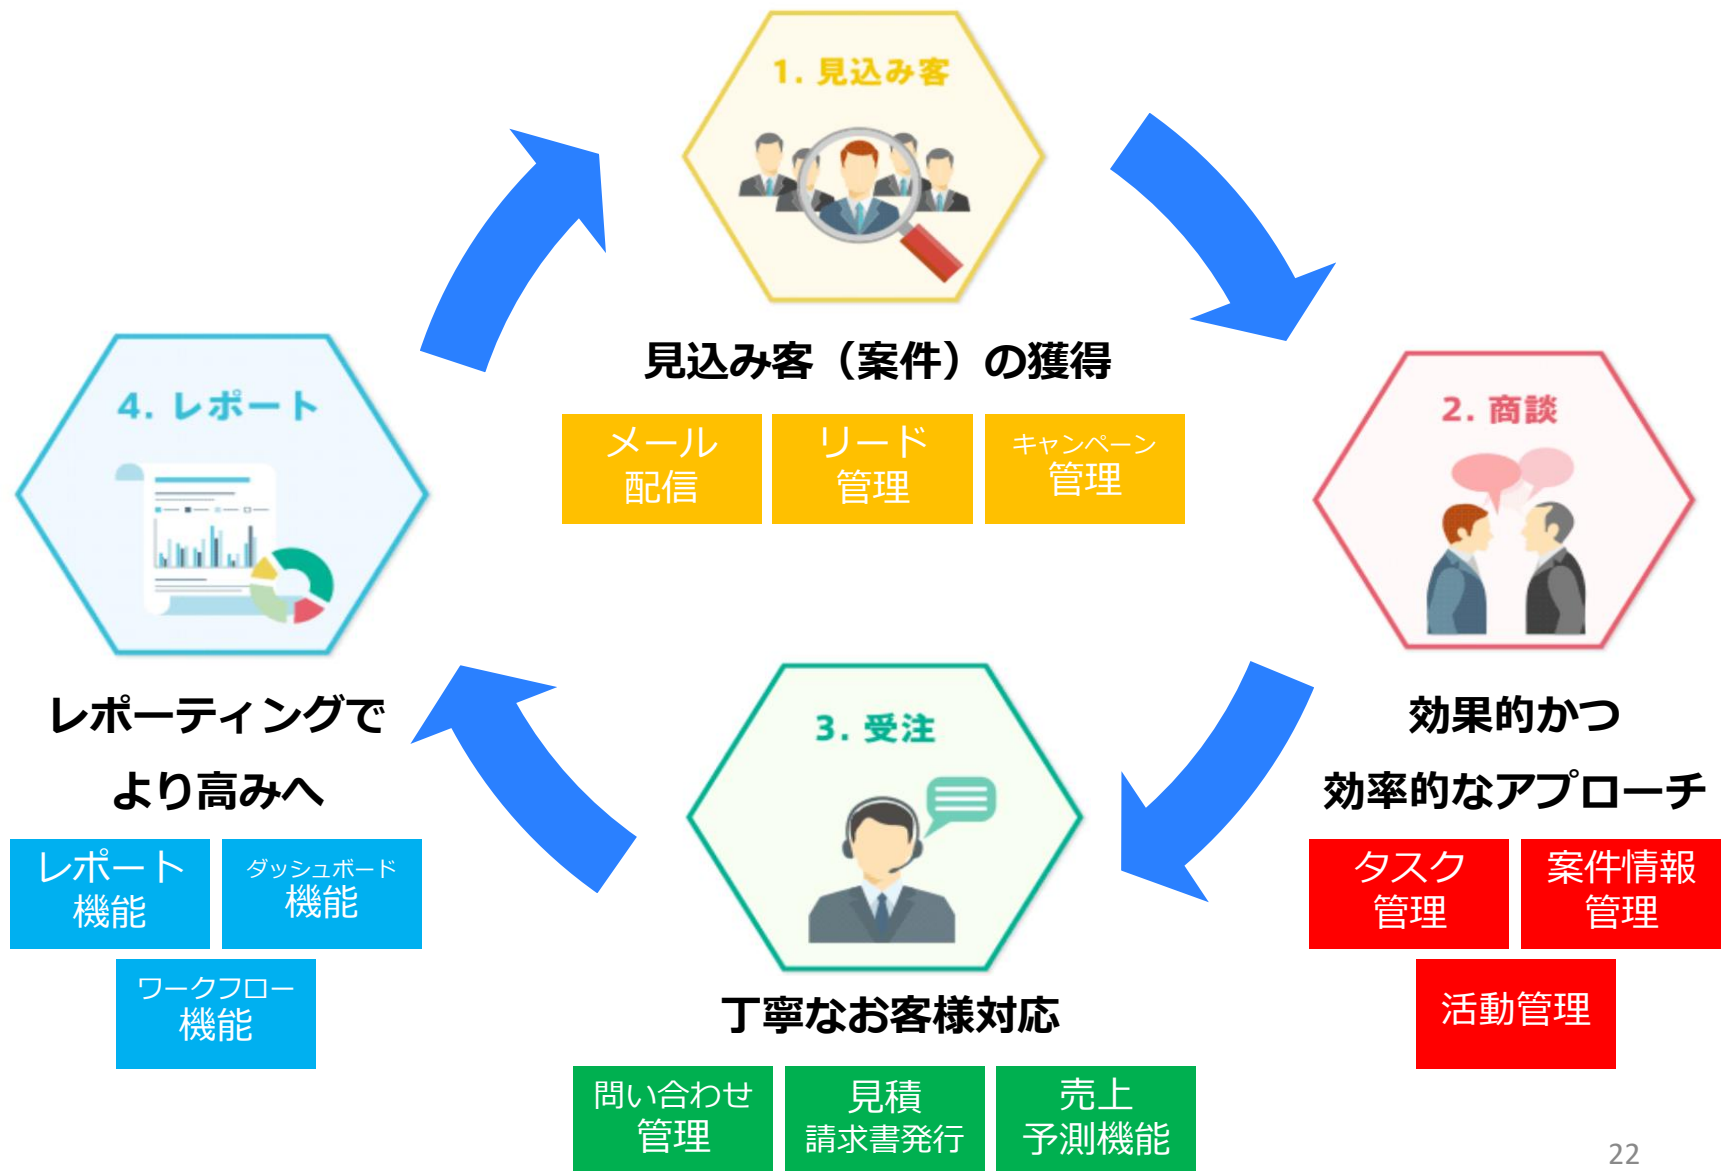 1. 見込み客
見込み客（案件）の獲得
メール
配信
リード
管理
キャンペーン
管理
2. 商談
効果的かつ
効率的なアプローチ
タスク
管理
案件情報
管理
活動管理
3. 受注
丁寧なお客様対応
問い合わせ
管理
見積
請求書発行
売上
予測機能
4. レポート
レポーティングで
より高みへ
レポート
機能
ダッシュボード
機能
ワークフロー
機能
22